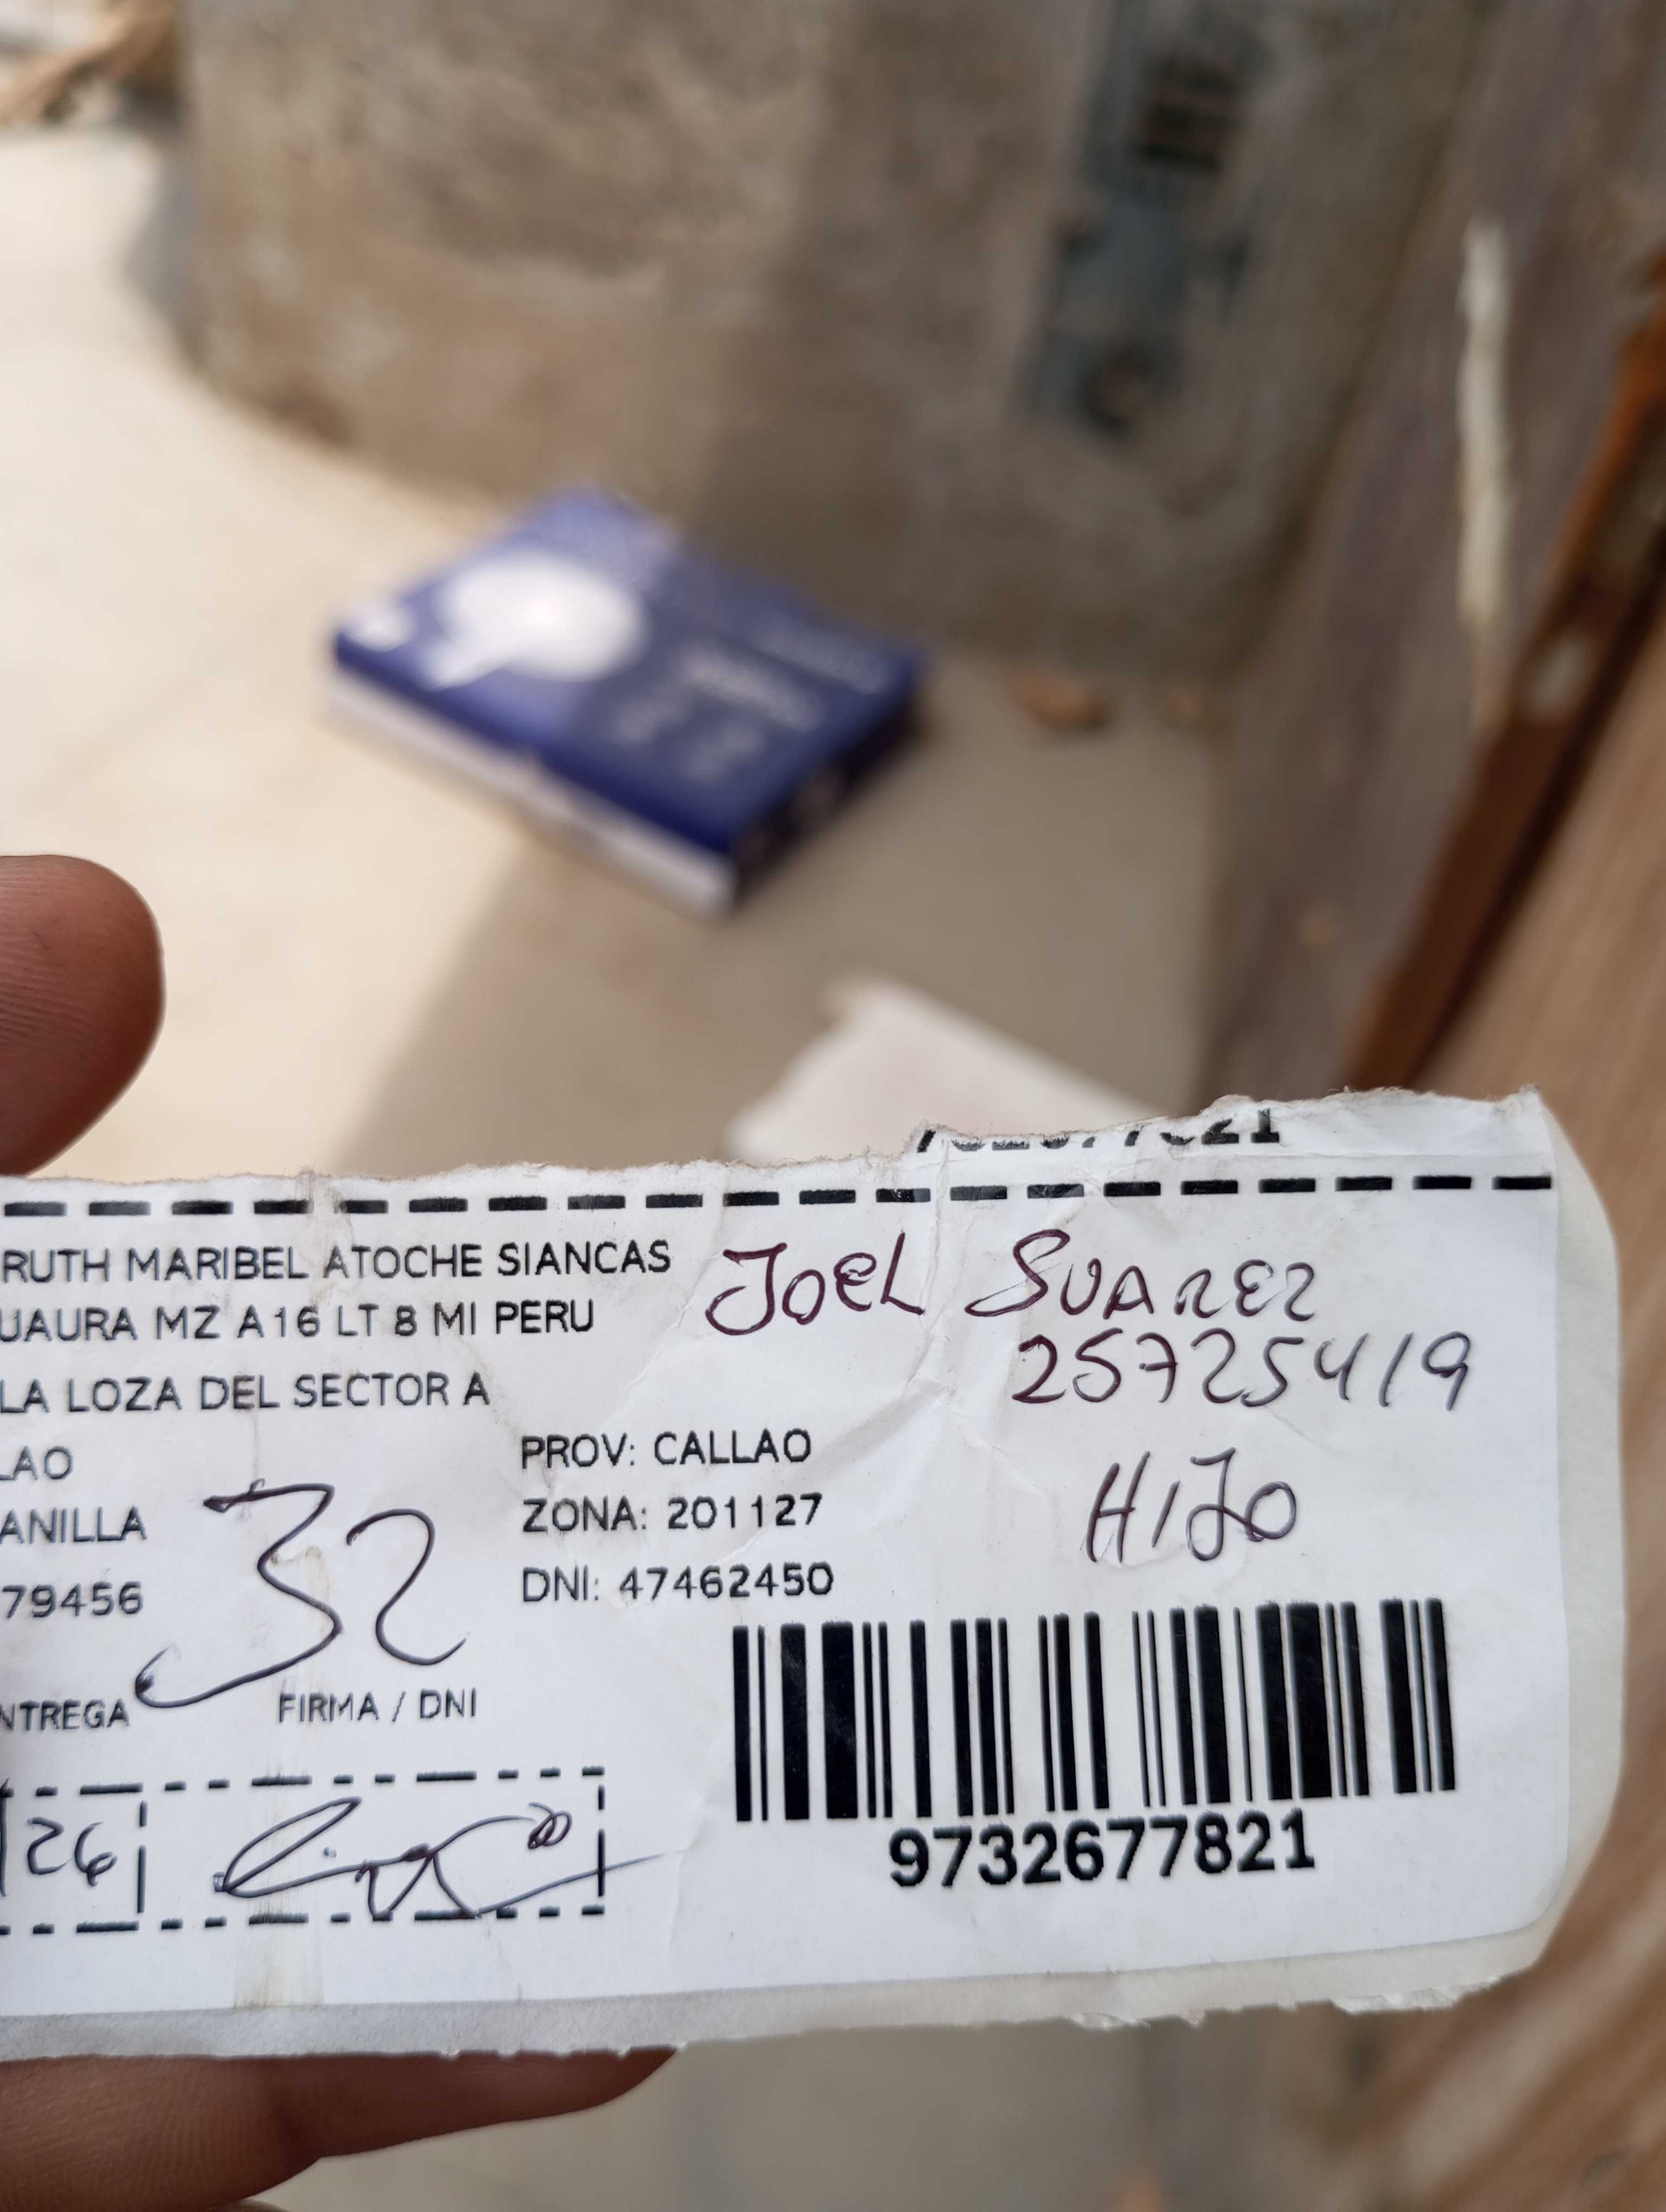 RUTH MARIBEL ATOCHE SIANCAS
JOEL SUAREZ
UAURA MZ A16 LT 8 MI PERU
25725419
LA LOZA DEL SECTOR A
LAO
PROV: CALLAO
HIJO
ANILLA
ZONA: 201127
32
79456
DNI: 47462450
NTREGA
FIRMA / DNI
26
9732677821